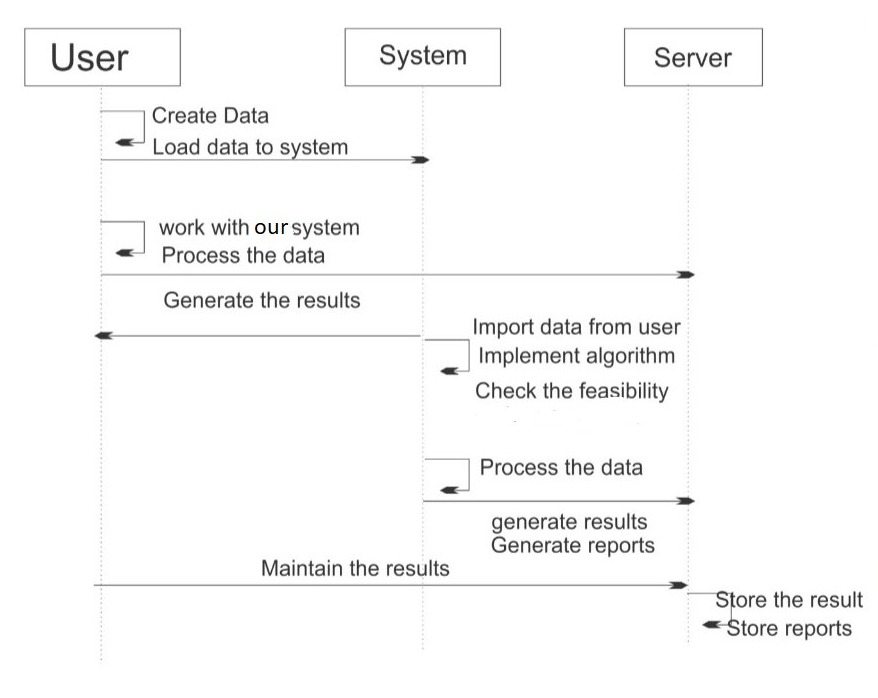 User
System
Server
Create Data
Load data to system
work with our system
Process the data
Generate the results
Import data from user
Implement algorithm
Check the feasibility
Process the data
generate results
Generate reports
Maintain the results
Store the result
Store reports